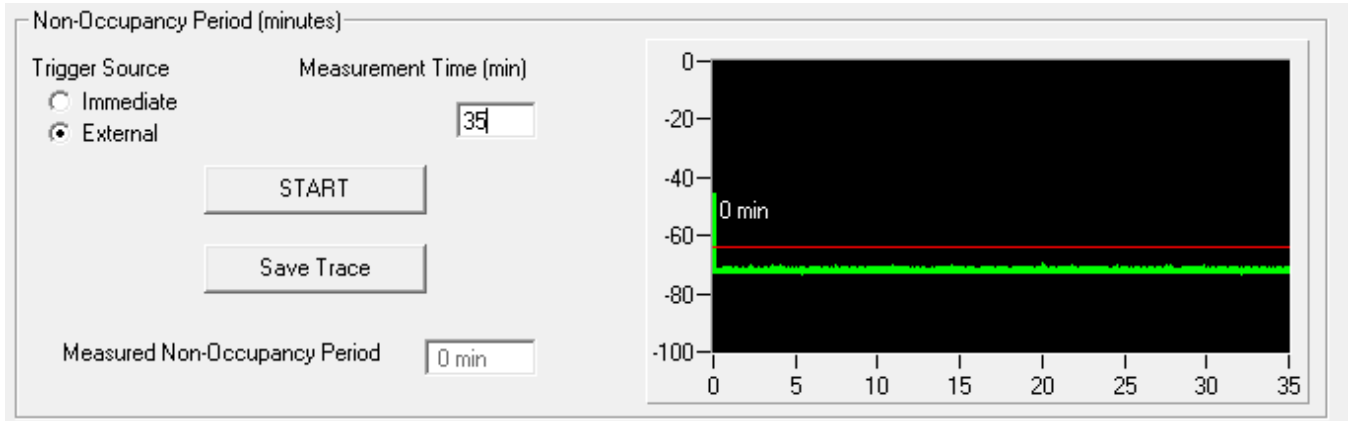 Non-Occupancy Period (minutes)
Trigger Source
Measurement Time (min)
Immediate
External
35
START
Save Trace
Measured Non-Occupancy Period
0 min
0
-20
-40
0 min
-60
-80
-100
0 5 10 15 20 25 30 35